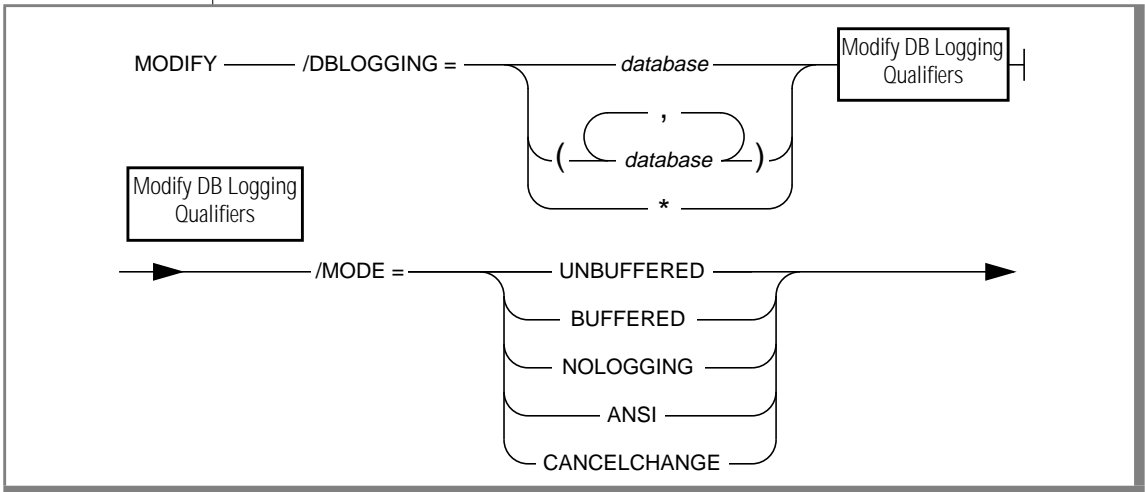 MODIFY /DBLOGGING = database
Modify DB Logging
Qualifiers
,
( database )
*
Modify DB Logging
Qualifiers
/MODE = UNBUFFERED
BUFFERED
NOLOGGING
ANSI
CANCELCHANGE